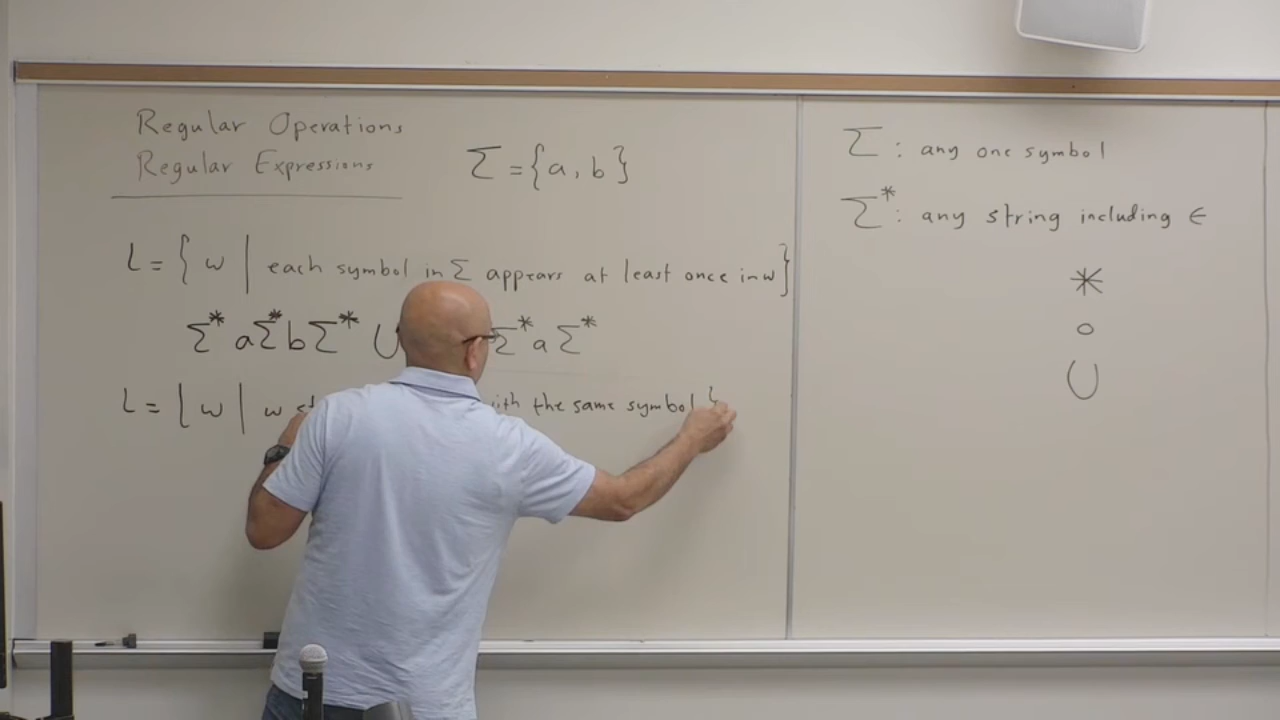 Regular Operations
Regular Expressions
Σ = {a, b}
L = { w | each symbol in Σ appears at least once in w}
Σ* a Σ* b Σ* ∪ Σ* a Σ*
L = { w | w with the same symbol }
Σ : any one symbol
Σ* : any string including ∈
*
∘
∪